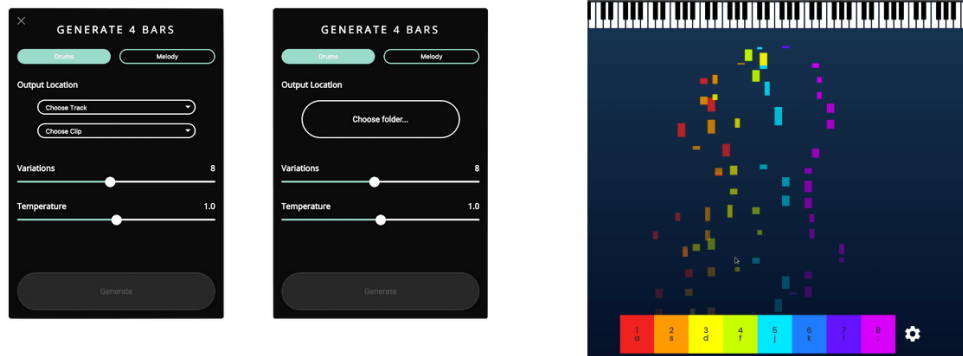 GENERATE 4 BARS
Drums
Melody
Output Location
Choose Track
Choose Clip
Variations 8
Temperature 1.0
Generate
GENERATE 4 BARS
Drums
Melody
Output Location
Choose folder...
Variations 8
Temperature 1.0
Generate
1 2 3 4 5 6 7 8
a s d f j k l ;